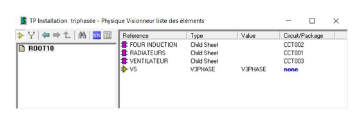 TP Installation triphasée - Physique Visionneur liste des éléments
ROOT10
Reference Type Value Circuit/Package
FOUR INDUCTION Child Sheet CCT002
RADIATEURS Child Sheet CCT001
VENTILATEUR Child Sheet CCT003
VS V3PHASE V3PHASE none